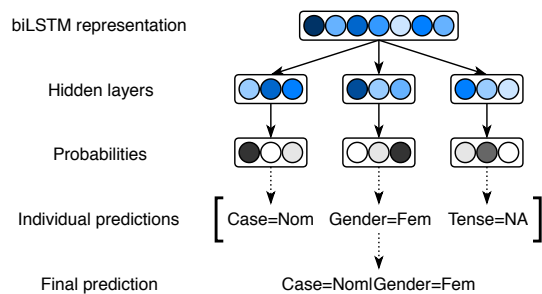 biLSTM representation
Hidden layers
Probabilities
Individual predictions [ Case=Nom Gender=Fem Tense=NA ]
Final prediction Case=Nom|Gender=Fem